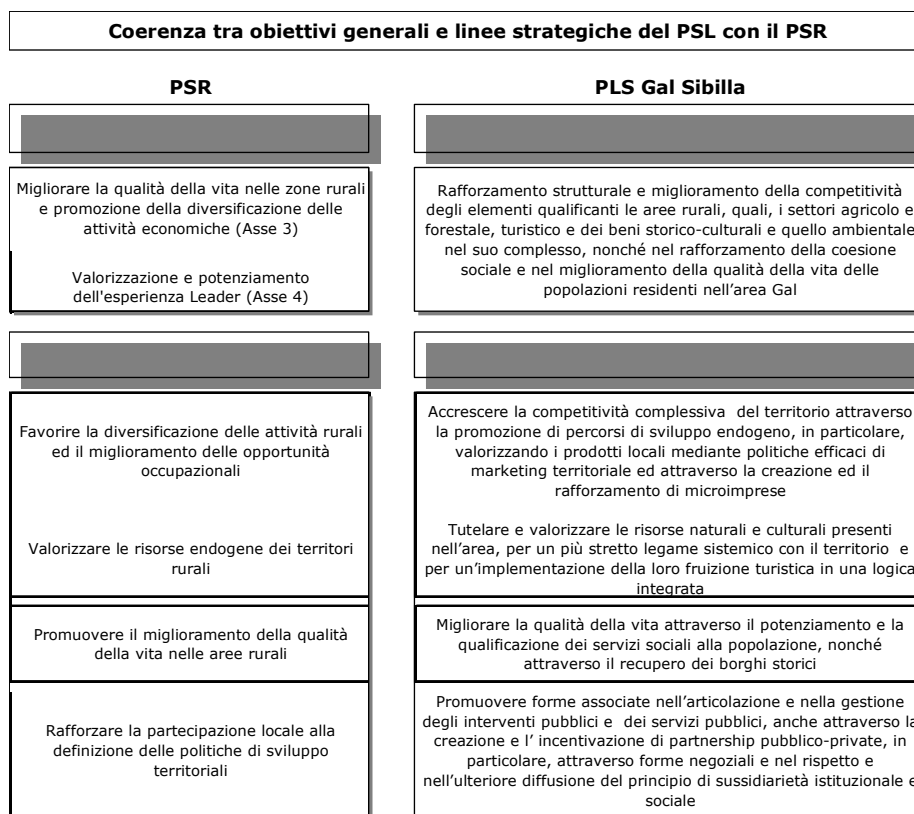 Coerenza tra obiettivi generali e linee strategiche del PSL con il PSR
PSR
PLS Gal Sibilla
Migliorare la qualità della vita nelle zone rurali
e promozione della diversificazione delle
attività economiche (Asse 3)
Valorizzazione e potenziamento
dell'esperienza Leader (Asse 4)
Rafforzamento strutturale e miglioramento della competitività
degli elementi qualificanti le aree rurali, quali, i settori agricolo e
forestale, turistico e dei beni storico-culturali e quello ambientale
nel suo complesso, nonché nel rafforzamento della coesione
sociale e nel miglioramento della qualità della vita delle
popolazioni residenti nell’area Gal
Favorire la diversificazione delle attività rurali
ed il miglioramento delle opportunità
occupazionali
Valorizzare le risorse endogene dei territori
rurali
Accrescere la competitività complessiva del territorio attraverso
la promozione di percorsi di sviluppo endogeno, in particolare,
valorizzando i prodotti locali mediante politiche efficaci di
marketing territoriale ed attraverso la creazione ed il
rafforzamento di microimprese
Tutelare e valorizzare le risorse naturali e culturali presenti
nell’area, per un più stretto legame sistemico con il territorio e
per un’implementazione della loro fruizione turistica in una logica
integrata
Promuovere il miglioramento della qualità
della vita nelle aree rurali
Migliorare la qualità della vita attraverso il potenziamento e la
qualificazione dei servizi sociali alla popolazione, nonché
attraverso il recupero dei borghi storici
Rafforzare la partecipazione locale alla
definizione delle politiche di sviluppo
territoriali
Promuovere forme associate nell’articolazione e nella gestione
degli interventi pubblici e dei servizi pubblici, anche attraverso la
creazione e l’ incentivazione di partnership pubblico-private, in
particolare, attraverso forme negoziali e nel rispetto e
nell’ulteriore diffusione del principio di sussidiarietà istituzionale e
sociale